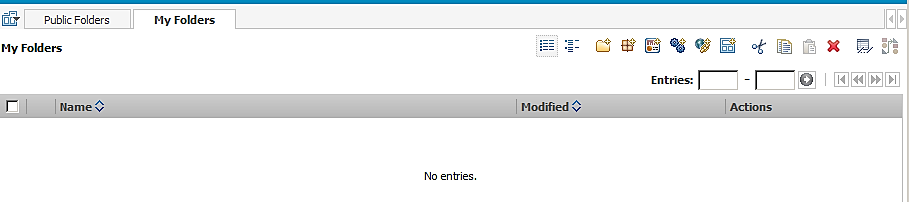 Public Folders My Folders
My Folders
Entries: -
Name Modified Actions
No entries.